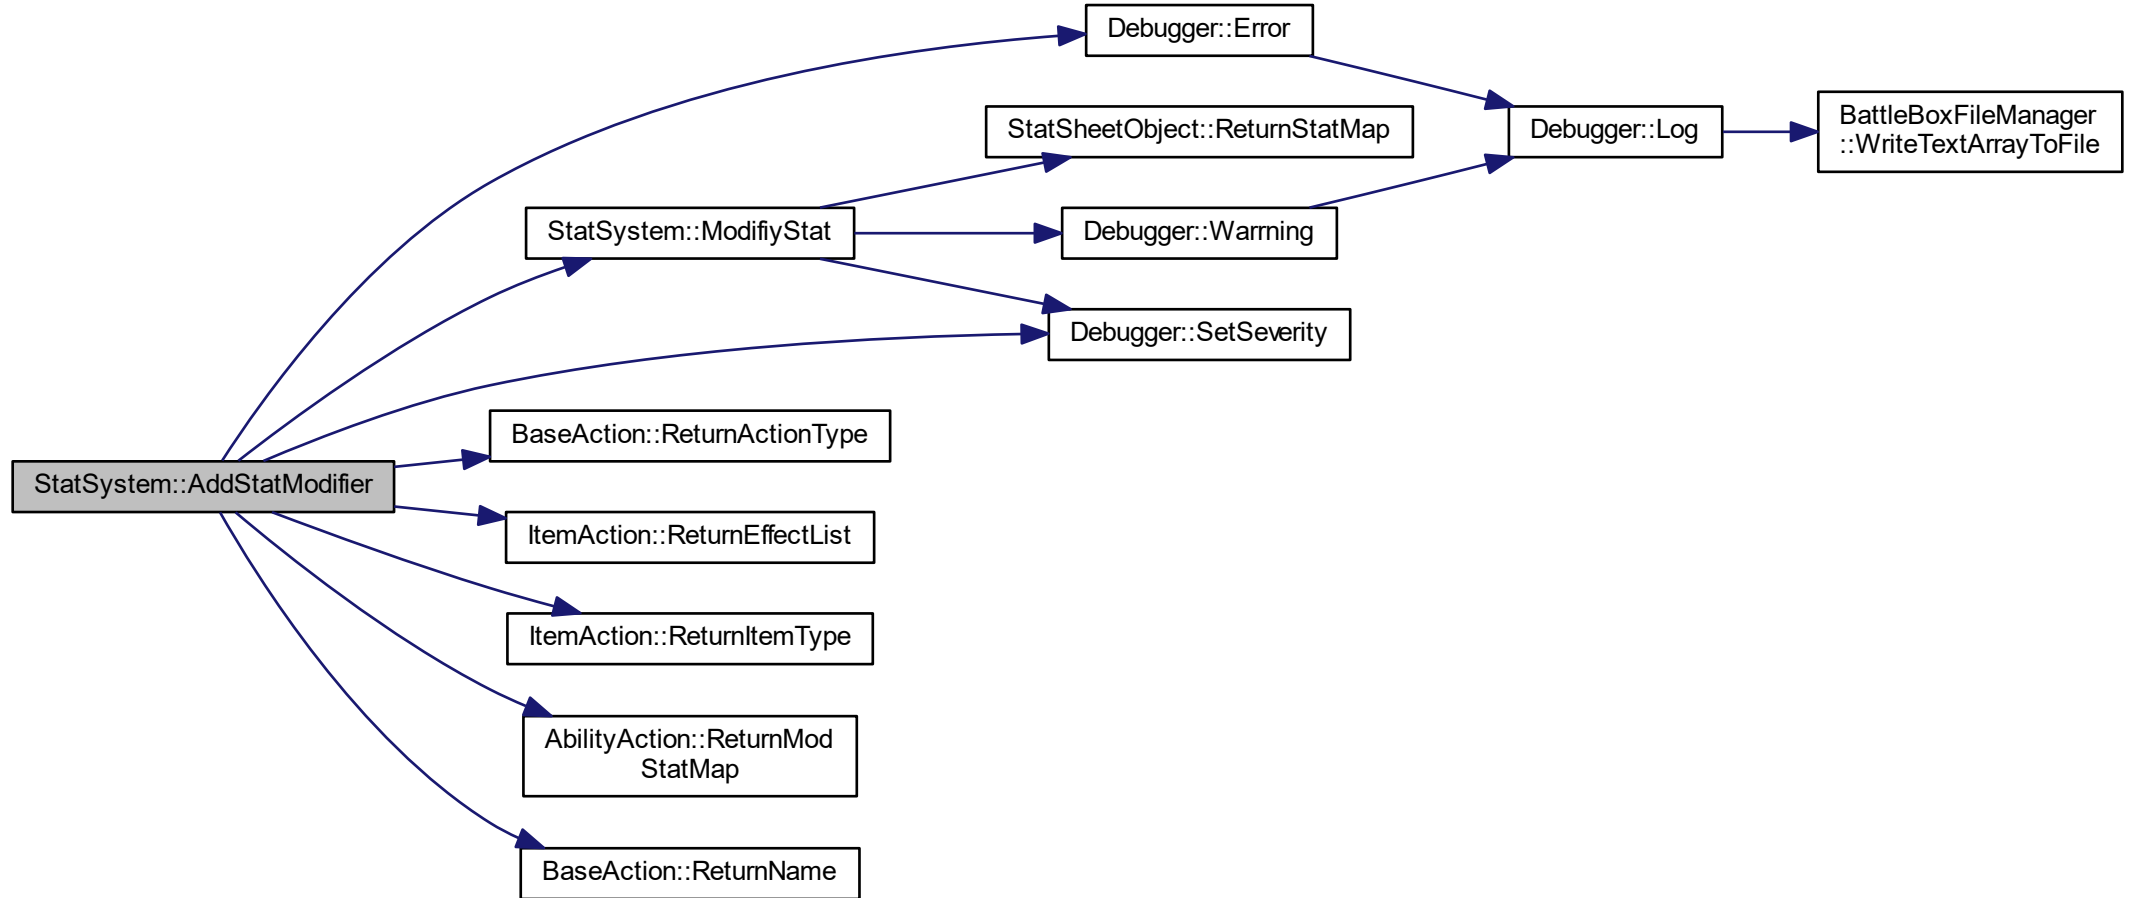 Debugger::Error
StatSheetObject::ReturnStatMap
Debugger::Log
BattleBoxFileManager
::WriteTextArrayToFile
StatSystem::ModifiyStat
Debugger::Warrning
Debugger::SetSeverity
BaseAction::ReturnActionType
StatSystem::AddStatModifier
ItemAction::ReturnEffectList
ItemAction::ReturnItemType
AbilityAction::ReturnMod
StatMap
BaseAction::ReturnName